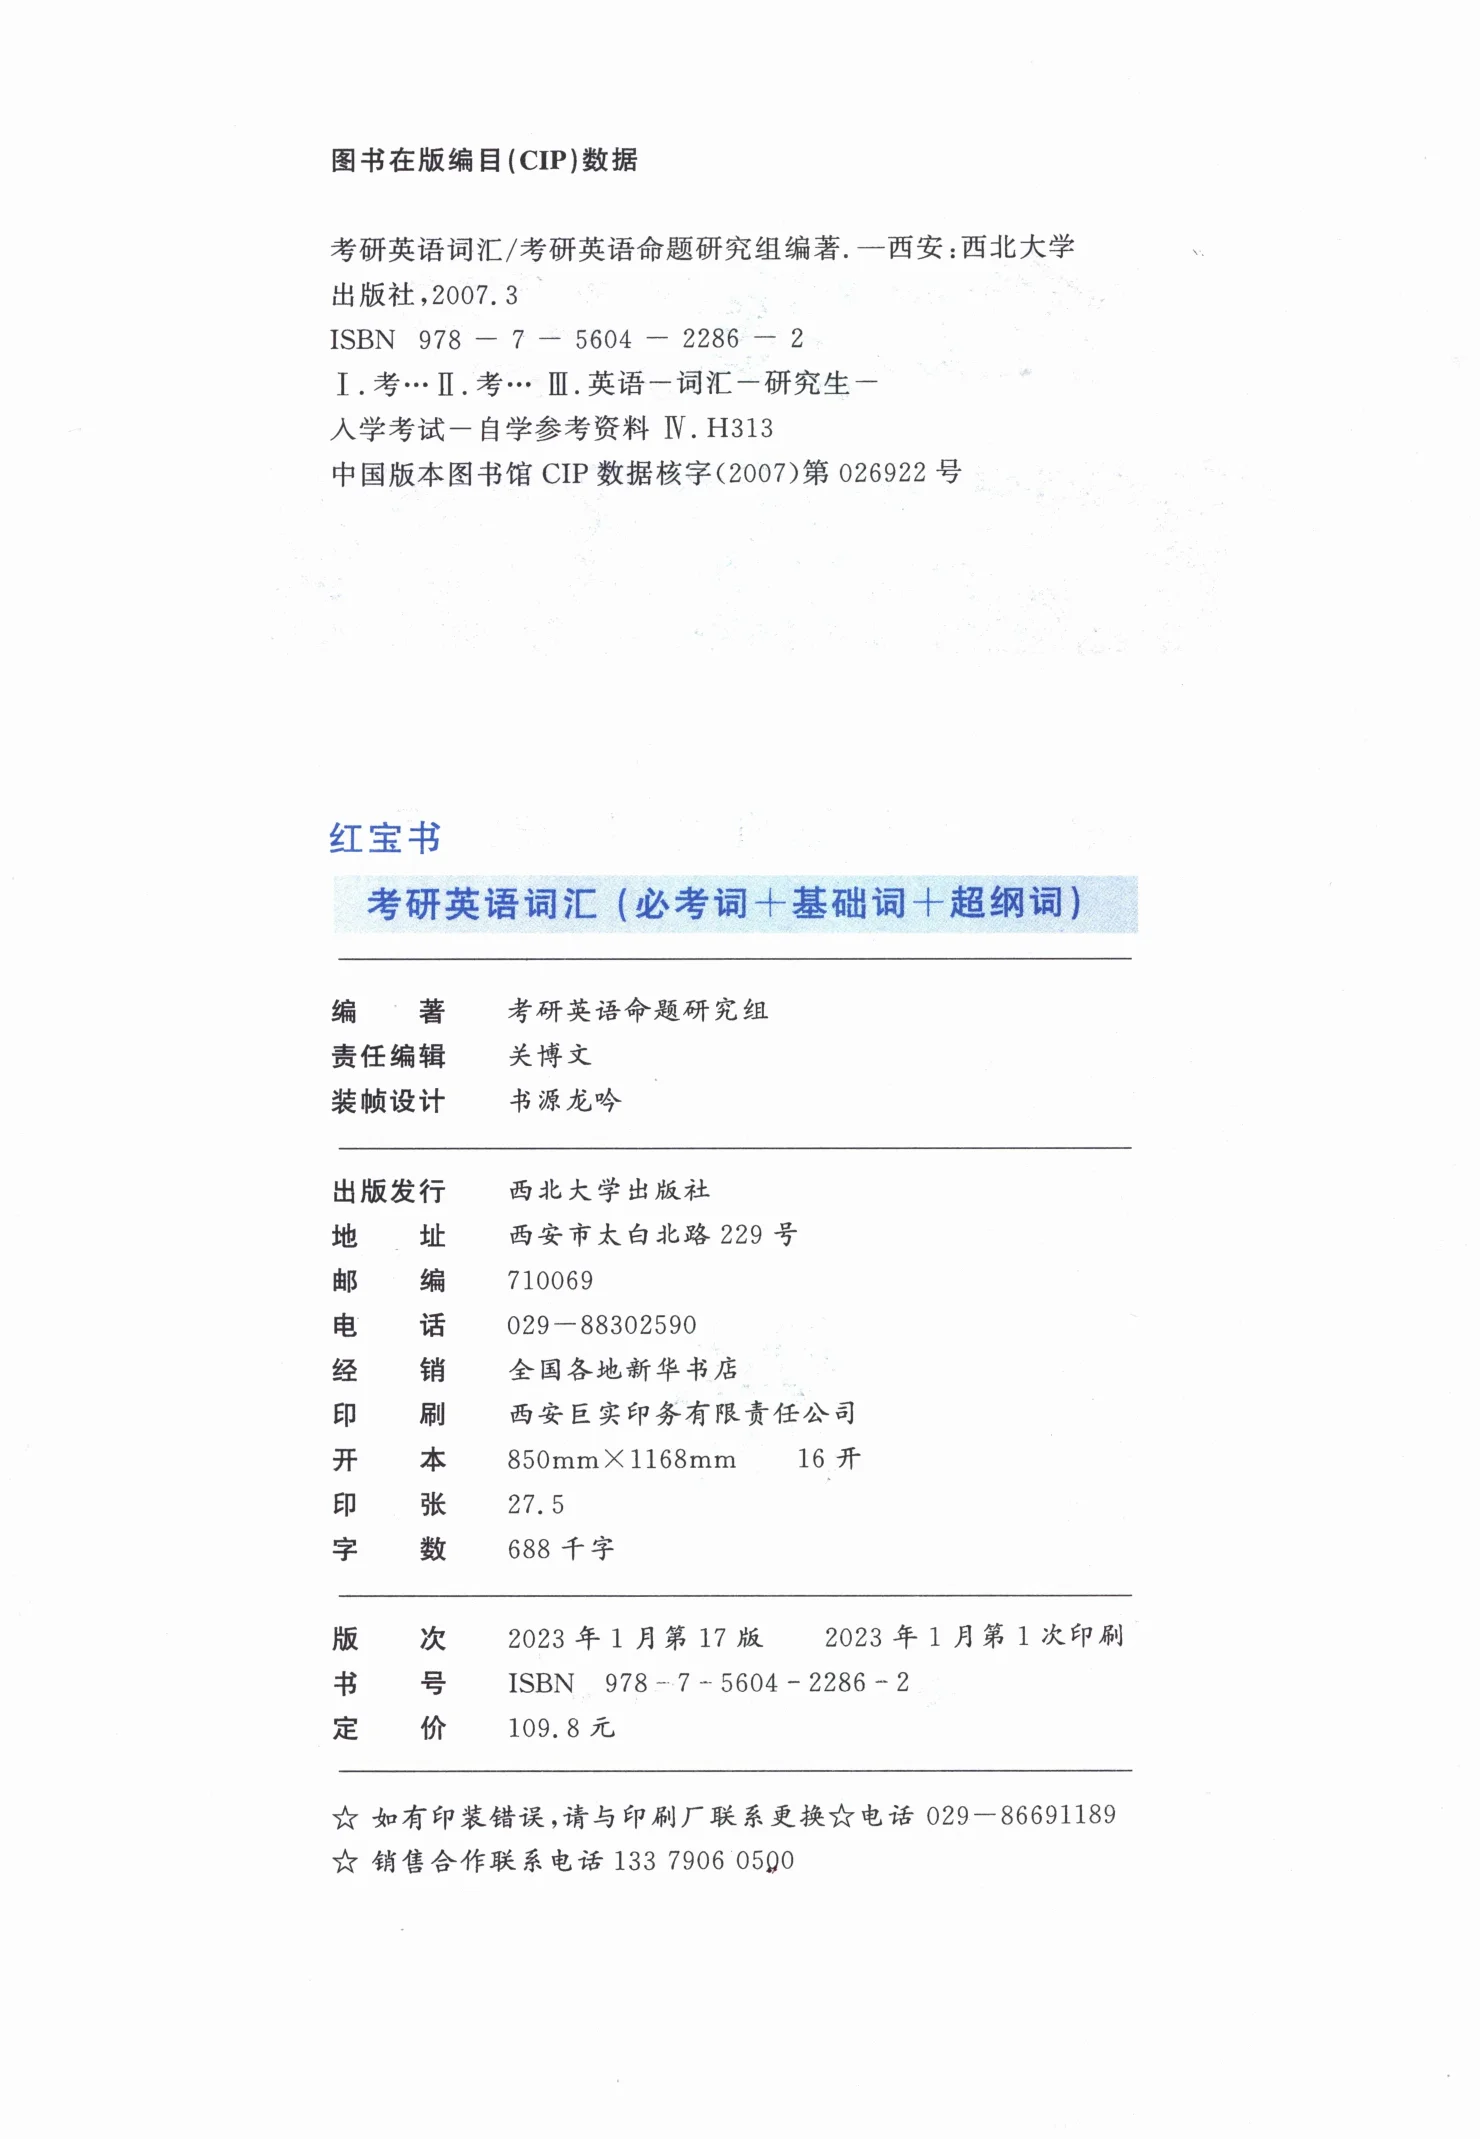 图书在版编目(CIP)数据
考研英语词汇/考研英语命题研究组编著.—西安:西北大学
出版社,2007.3
ISBN 978－7－5604－2286－2
Ⅰ.考…Ⅱ.考… Ⅲ.英语－词汇－研究生－
入学考试－自学参考资料 Ⅳ.H313
中国版本图书馆 CIP 数据核字(2007)第 026922 号
红宝书
考研英语词汇(必考词＋基础词＋超纲词)
编 著 考研英语命题研究组
责任编辑 关博文
装帧设计 书源龙吟
出版发行 西北大学出版社
地 址 西安市太白北路 229 号
邮 编 710069
电 话 029－88302590
经 销 全国各地新华书店
印 刷 西安巨实印务有限责任公司
开 本 850mm×1168mm 16 开
印 张 27.5
字 数 688 千字
版 次 2023 年 1 月第 17 版 2023 年 1 月第 1 次印刷
书 号 ISBN 978-7-5604-2286-2
定 价 109.8 元
☆ 如有印装错误,请与印刷厂联系更换☆电话 029－86691189
☆ 销售合作联系电话 133 7906 0500